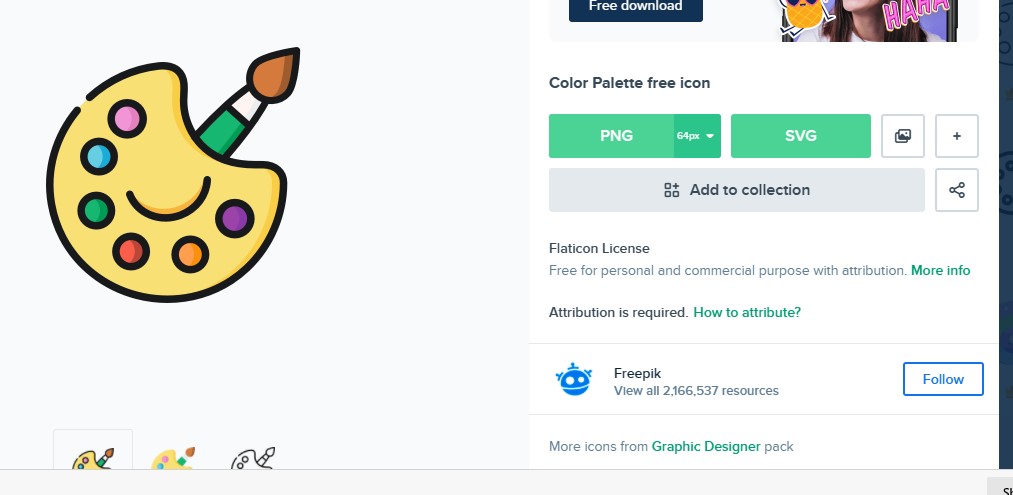 Free download
HAHA
Color Palette free icon
PNG 64px SVG +
Add to collection
Flaticon License
Free for personal and commercial purpose with attribution. More info
Attribution is required. How to attribute?
Freepik
View all 2,166,537 resources
Follow
More icons from Graphic Designer pack